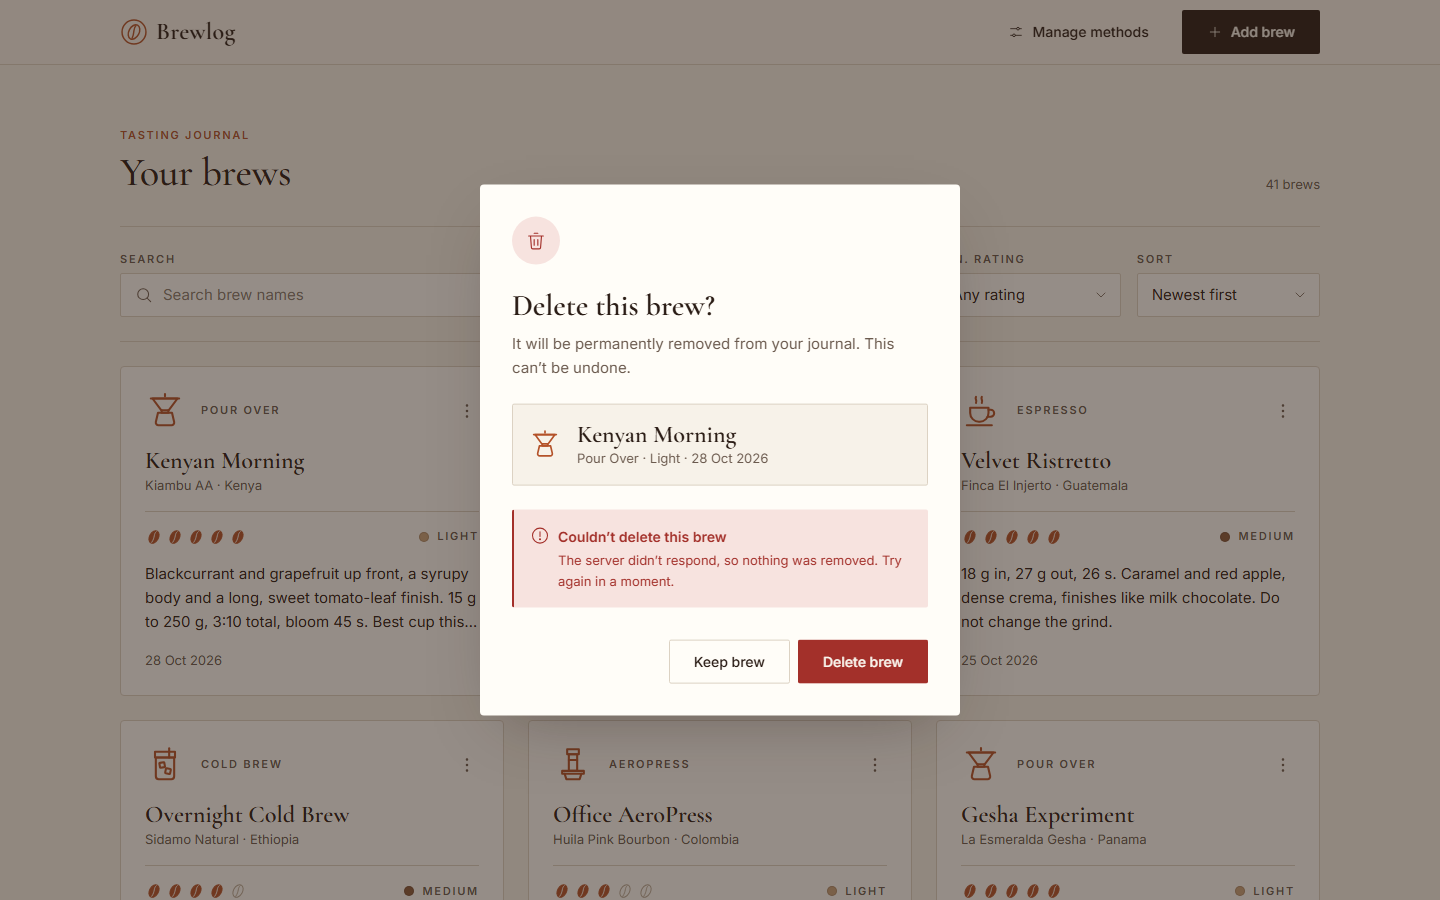 Brewlog
Manage methods
Add brew
TASTING JOURNAL
Your brews
41 brews
SEARCH
Search brew names
N. RATING
Any rating
SORT
Newest first
Delete this brew?
It will be permanently removed from your journal. This
can’t be undone.
Kenyan Morning
Pour Over · Light · 28 Oct 2026
Couldn’t delete this brew
The server didn’t respond, so nothing was removed. Try
again in a moment.
Keep brew
Delete brew
POUR OVER
Kenyan Morning
Kiambu AA · Kenya
LIGHT
Blackcurrant and grapefruit up front, a syrupy
body and a long, sweet tomato-leaf finish. 15 g
to 250 g, 3:10 total, bloom 45 s. Best cup this...
28 Oct 2026
ESPRESSO
Velvet Ristretto
Finca El Injerto · Guatemala
MEDIUM
18 g in, 27 g out, 26 s. Caramel and red apple,
dense crema, finishes like milk chocolate. Do
not change the grind.
25 Oct 2026
COLD BREW
Overnight Cold Brew
Sidamo Natural · Ethiopia
MEDIUM
AEROPRESS
Office AeroPress
Huila Pink Bourbon · Colombia
LIGHT
POUR OVER
Gesha Experiment
La Esmeralda Gesha · Panama
LIGHT